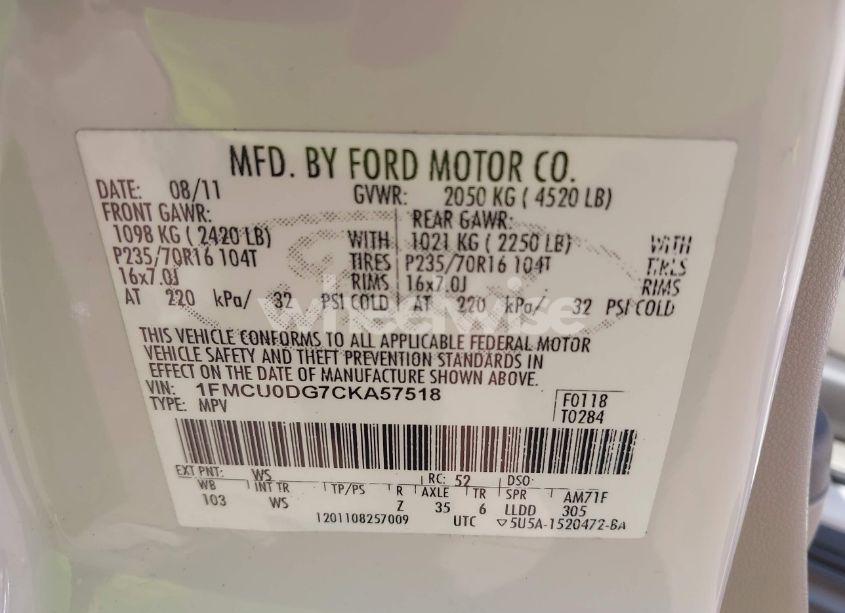 MFD. BY FORD MOTOR CO.
DATE: 08/11 GVWR: 2050 KG ( 4520 LB)
FRONT GAWR: REAR GAWR:
1098 KG ( 2420 LB) WITH 1021 KG ( 2250 LB) WITH
P235/70R16 104T TIRES P235/70R16 104T TIRES
16x7.0J RIMS 16x7.0J RIMS
AT 220 kPa/ 32 PSI COLD AT 220 kPa/ 32 PSI COLD
wheelwise
THIS VEHICLE CONFORMS TO ALL APPLICABLE FEDERAL MOTOR
VEHICLE SAFETY AND THEFT PREVENTION STANDARDS IN
EFFECT ON THE DATE OF MANUFACTURE SHOWN ABOVE.
VIN: 1FMCU0DG7CKA57518 F0118
TYPE: MPV T0284
EXT PNT: WS RC: 52 DSO:
WB INT TR TP/PS R AXLE TR SPR AM71F
103 WS Z 35 6 LLDD 305
1201108257009 UTC ▽5U5A-1520472-BA